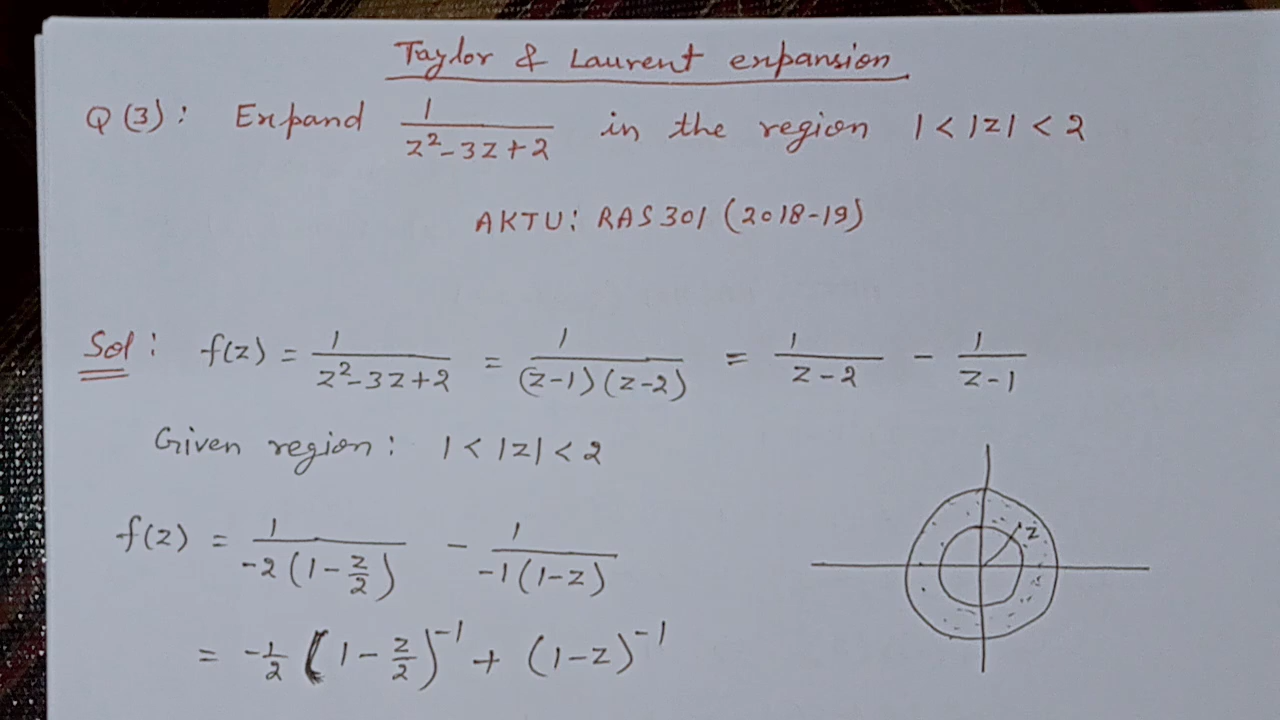 Taylor & Laurent expansion
Q(3): Expand 1/(z²-3z+2) in the region 1<|z|<2
AKTU: RAS301 (2018-19)
Sol: f(z) = 1/(z²-3z+2) = 1/((z-1)(z-2)) = 1/(z-2) - 1/(z-1)
Given region: 1<|z|<2
f(z) = 1/(-2(1-z/2)) - 1/(-1(1-z))
= -1/2 (1-z/2)⁻¹ + (1-z)⁻¹
z